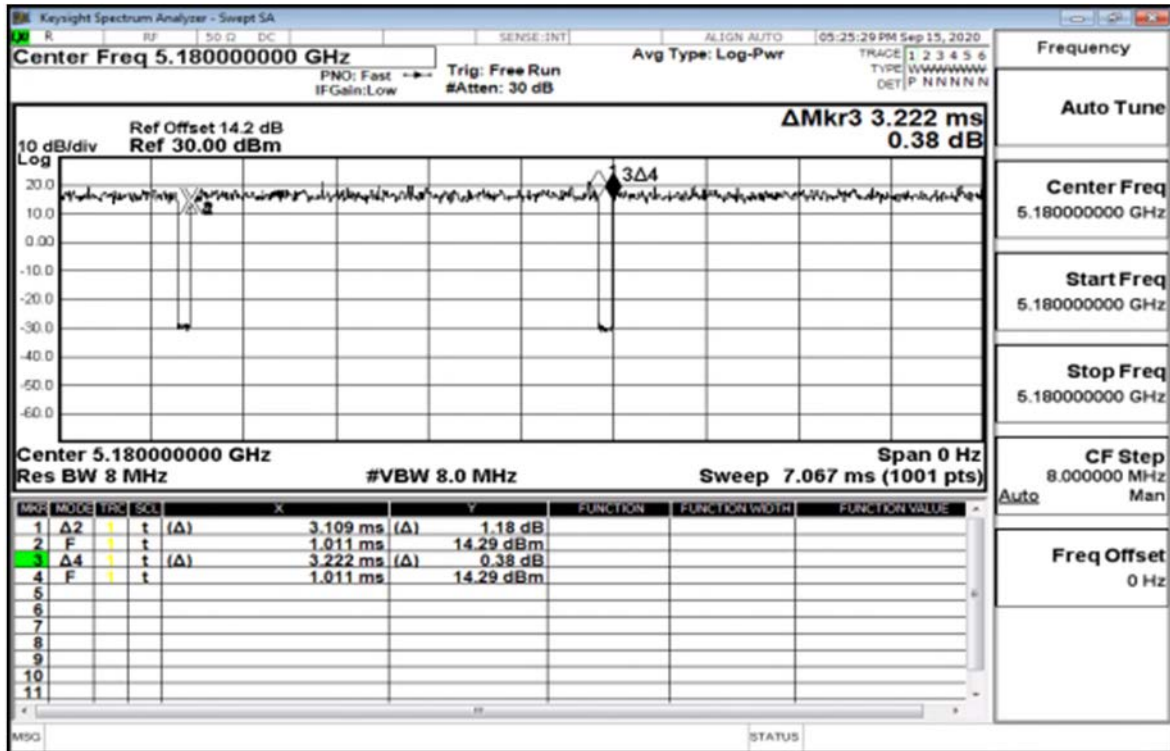 Keysight Spectrum Analyzer - Swept SA
R RF 50 Ω DC SENSE:INT ALIGN AUTO 05:25:29 PM Sep 15, 2020
Center Freq 5.180000000 GHz
PNO: Fast
IFGain:Low
Trig: Free Run
#Atten: 30 dB
Avg Type: Log-Pwr
TRACE 1 2 3 4 5 6
TYPE WWWWWW
DET P N N N N N
Frequency
Auto Tune
Center Freq
5.180000000 GHz
Start Freq
5.180000000 GHz
Stop Freq
5.180000000 GHz
CF Step
8.000000 MHz
Auto Man
Freq Offset
0 Hz
ΔMkr3 3.222 ms
0.38 dB
Ref Offset 14.2 dB
10 dB/div Ref 30.00 dBm
Log
20.0
10.0
0.00
-10.0
-20.0
-30.0
-40.0
-50.0
-60.0
3Δ4
Center 5.180000000 GHz Span 0 Hz
Res BW 8 MHz #VBW 8.0 MHz Sweep 7.067 ms (1001 pts)
MKR MODE TRC SCL X Y FUNCTION FUNCTION WIDTH FUNCTION VALUE
1 Δ2 1 t (Δ) 3.109 ms (Δ) 1.18 dB
2 F 1 t 1.011 ms 14.29 dBm
3 Δ4 1 t (Δ) 3.222 ms (Δ) 0.38 dB
4 F 1 t 1.011 ms 14.29 dBm
5
6
7
8
9
10
11
MSG STATUS